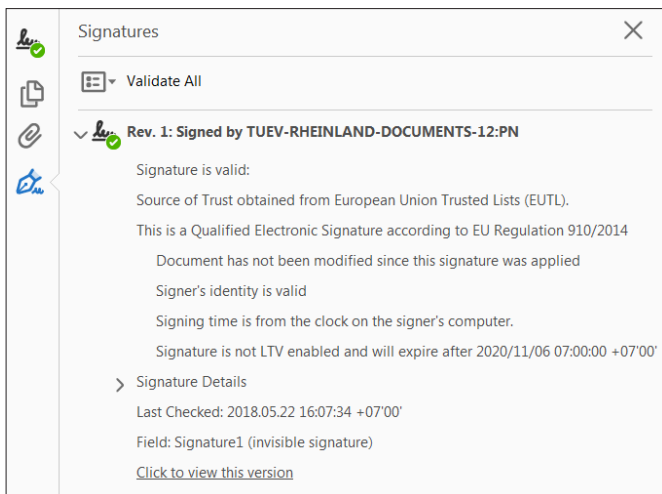 Signatures
Validate All
Rev. 1: Signed by TUEV-RHEINLAND-DOCUMENTS-12:PN
Signature is valid:
Source of Trust obtained from European Union Trusted Lists (EUTL).
This is a Qualified Electronic Signature according to EU Regulation 910/2014
Document has not been modified since this signature was applied
Signer's identity is valid
Signing time is from the clock on the signer's computer.
Signature is not LTV enabled and will expire after 2020/11/06 07:00:00 +07'00'
Signature Details
Last Checked: 2018.05.22 16:07:34 +07'00'
Field: Signature1 (invisible signature)
Click to view this version